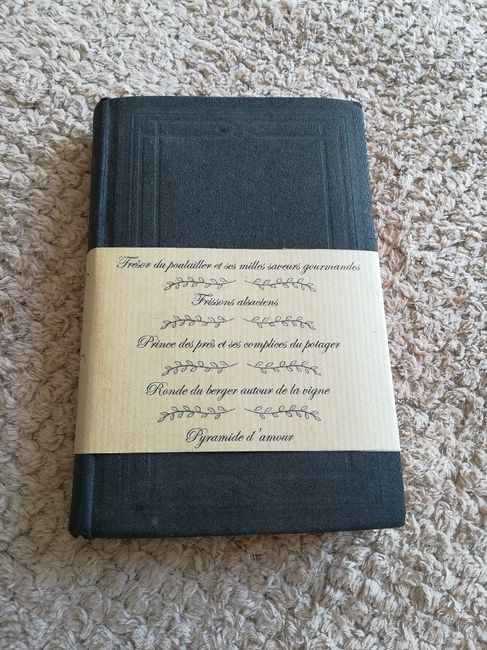 Trésor du poulailler et ses milles saveurs gourmandes
Frissons alsaciens
Prince des prés et ses complices du potager
Ronde du berger autour de la vigne
Pyramide d'amour